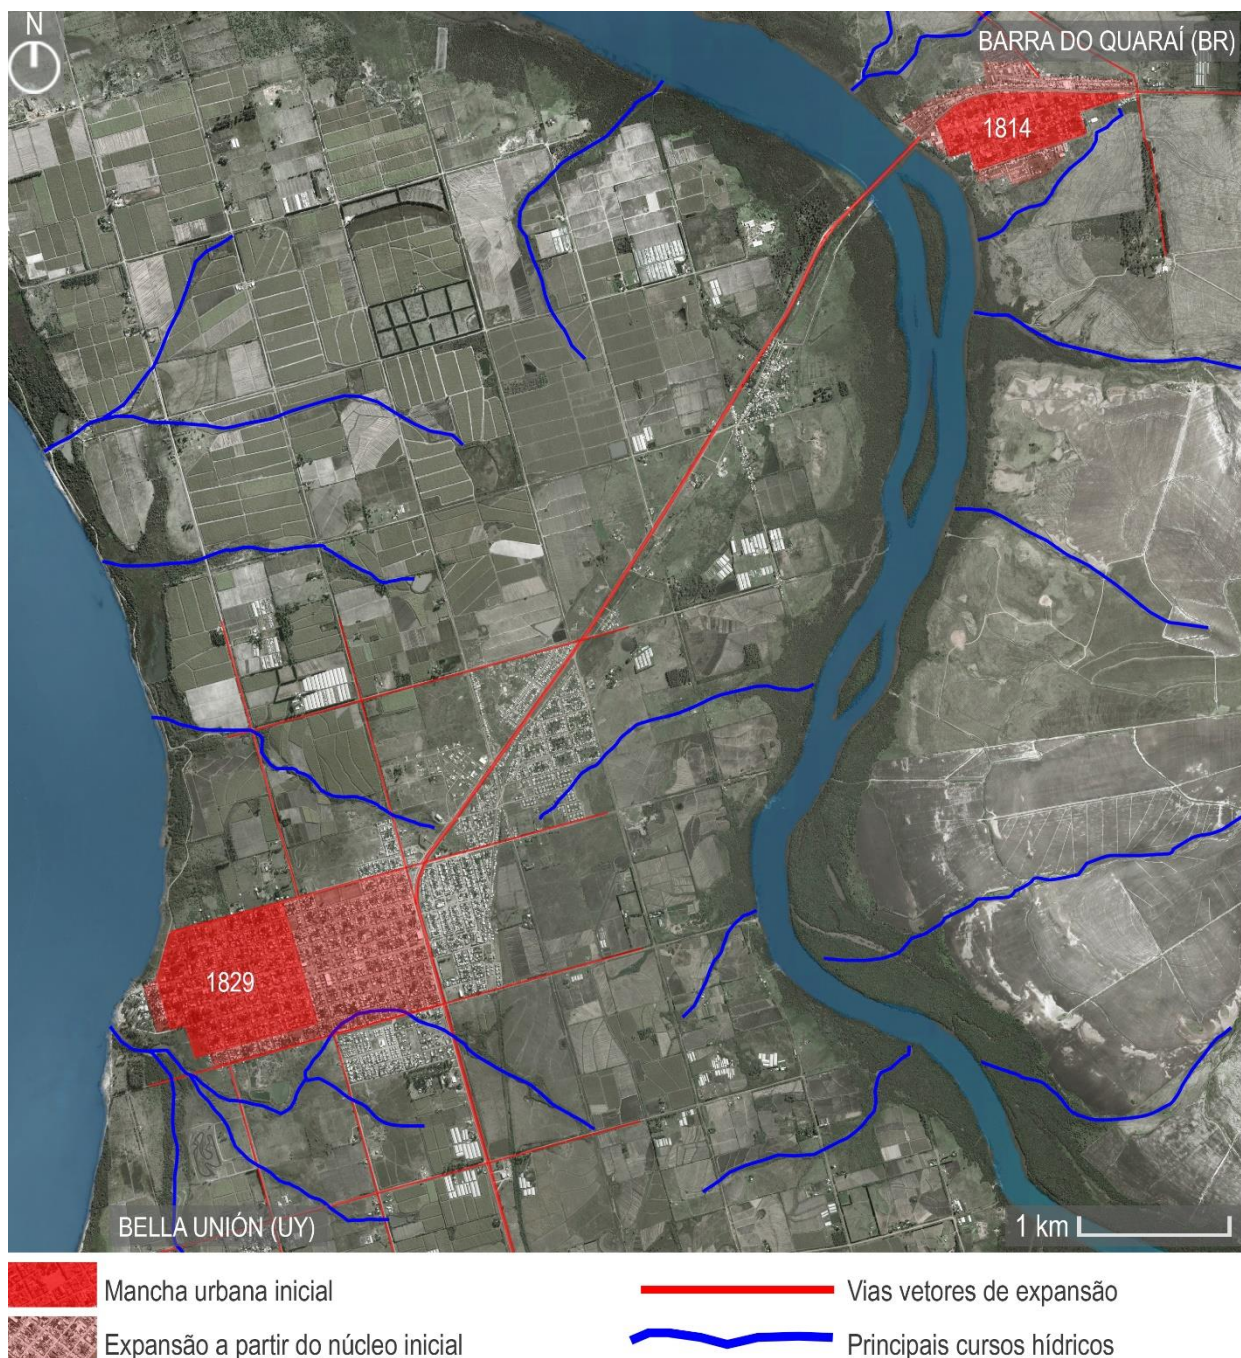 N
BARRA DO QUARAÍ (BR)
1814
1829
BELLA UNIÓN (UY)
1 km
Mancha urbana inicial
Vias vetores de expansão
Expansão a partir do núcleo inicial
Principais cursos hídricos